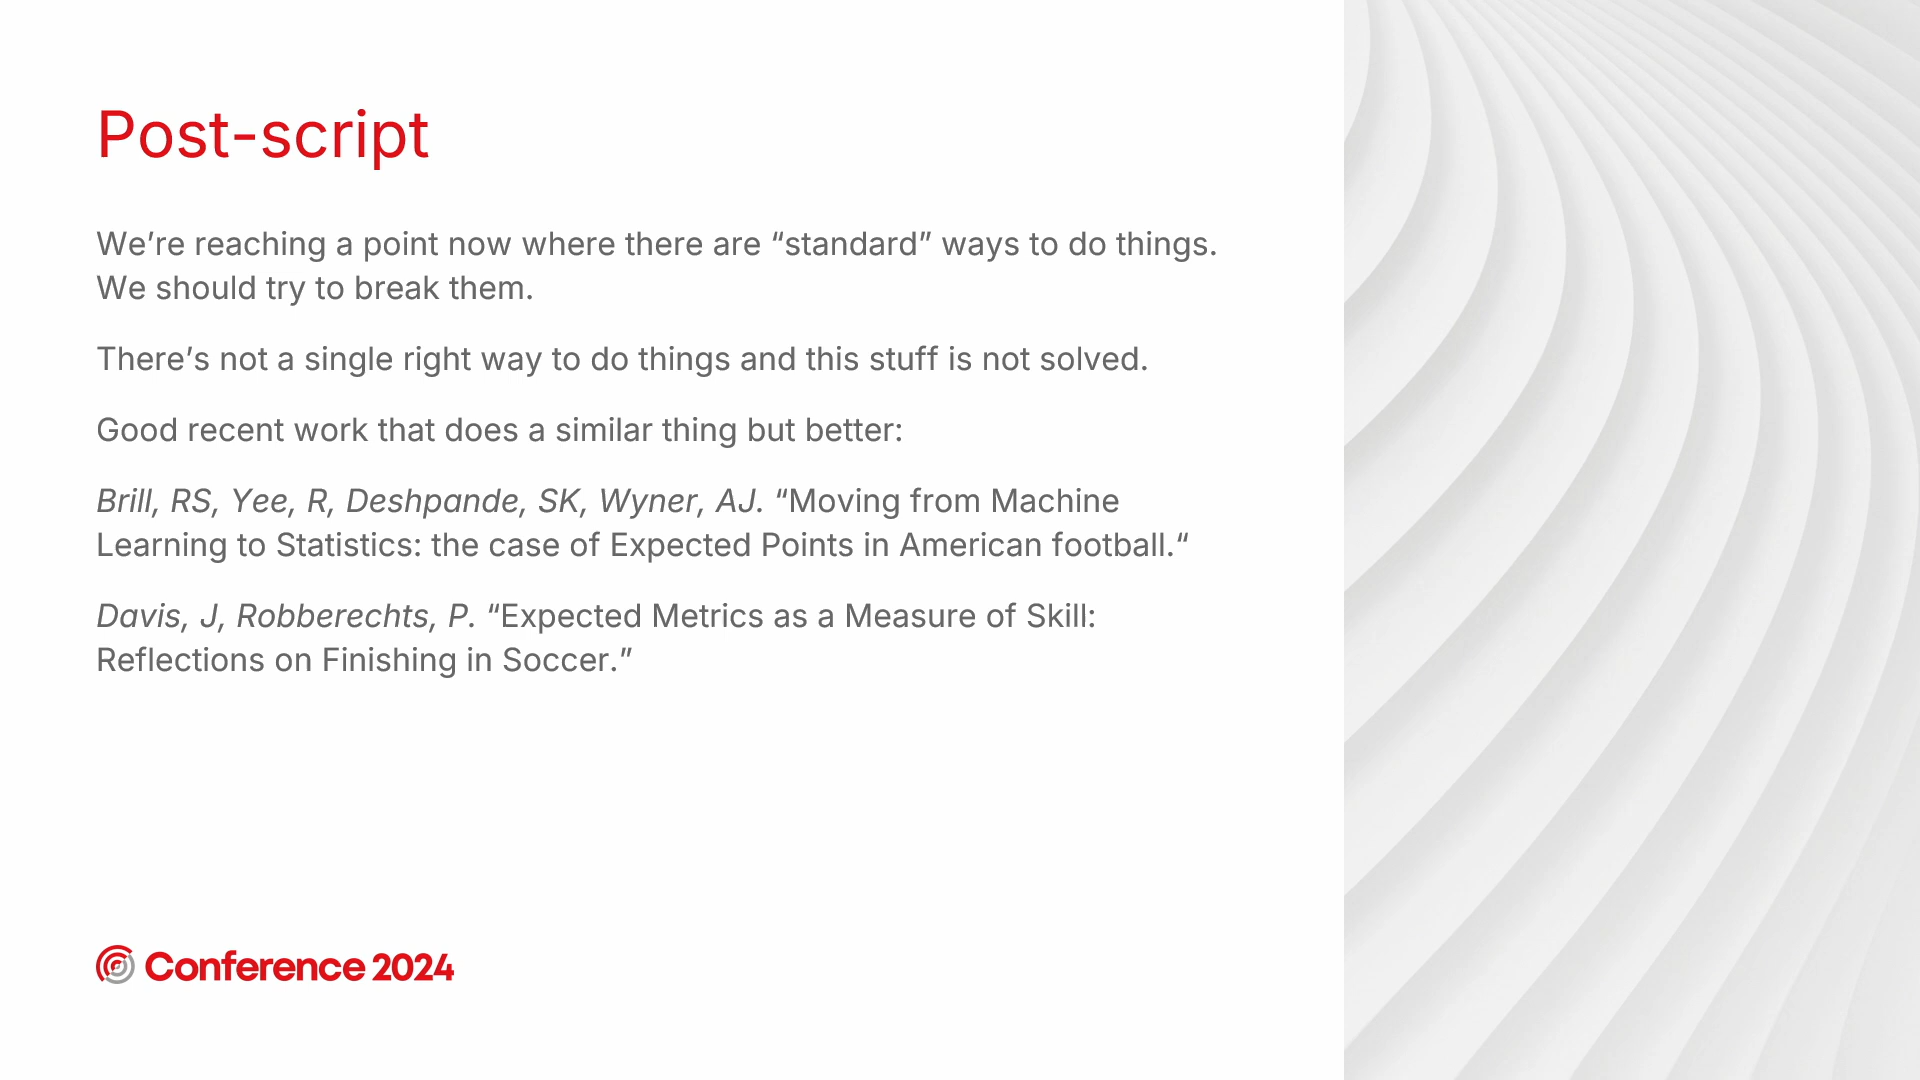 Post-script
We’re reaching a point now where there are “standard” ways to do things.
We should try to break them.
There’s not a single right way to do things and this stuff is not solved.
Good recent work that does a similar thing but better:
Brill, RS, Yee, R, Deshpande, SK, Wyner, AJ. “Moving from Machine
Learning to Statistics: the case of Expected Points in American football.“
Davis, J, Robberechts, P. “Expected Metrics as a Measure of Skill:
Reflections on Finishing in Soccer.”
Conference 2024